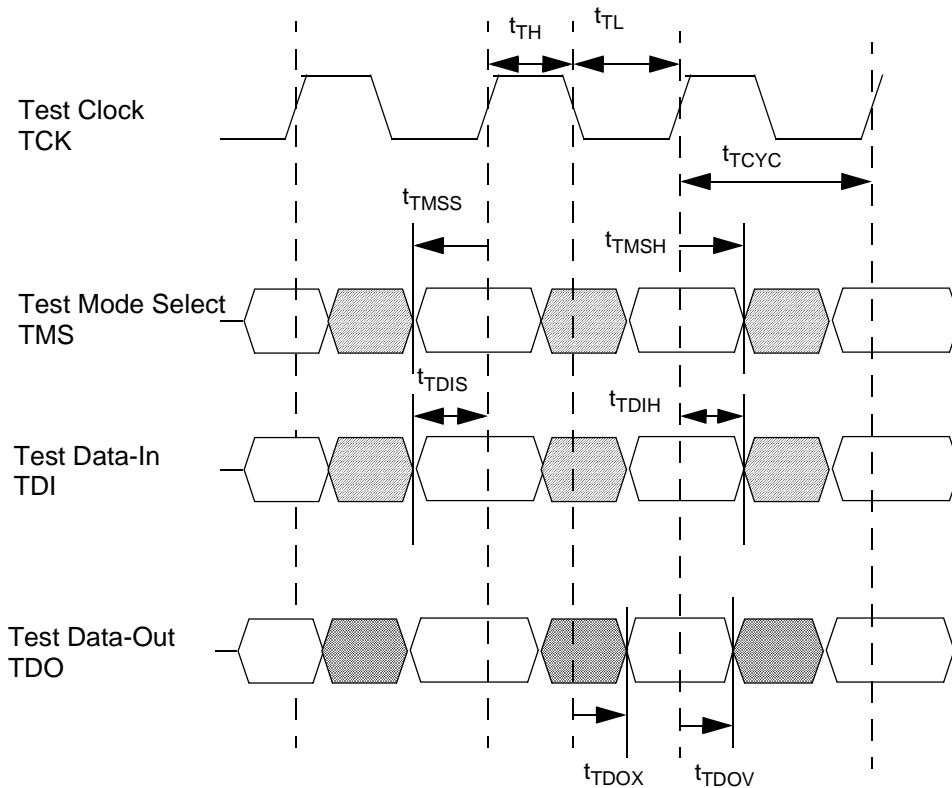 tTH
tTL
Test Clock
TCK
tTCYC
tTMSS
tTMSH
Test Mode Select
TMS
tTDIS
tTDIH
Test Data-In
TDI
Test Data-Out
TDO
tTDOX
tTDOV